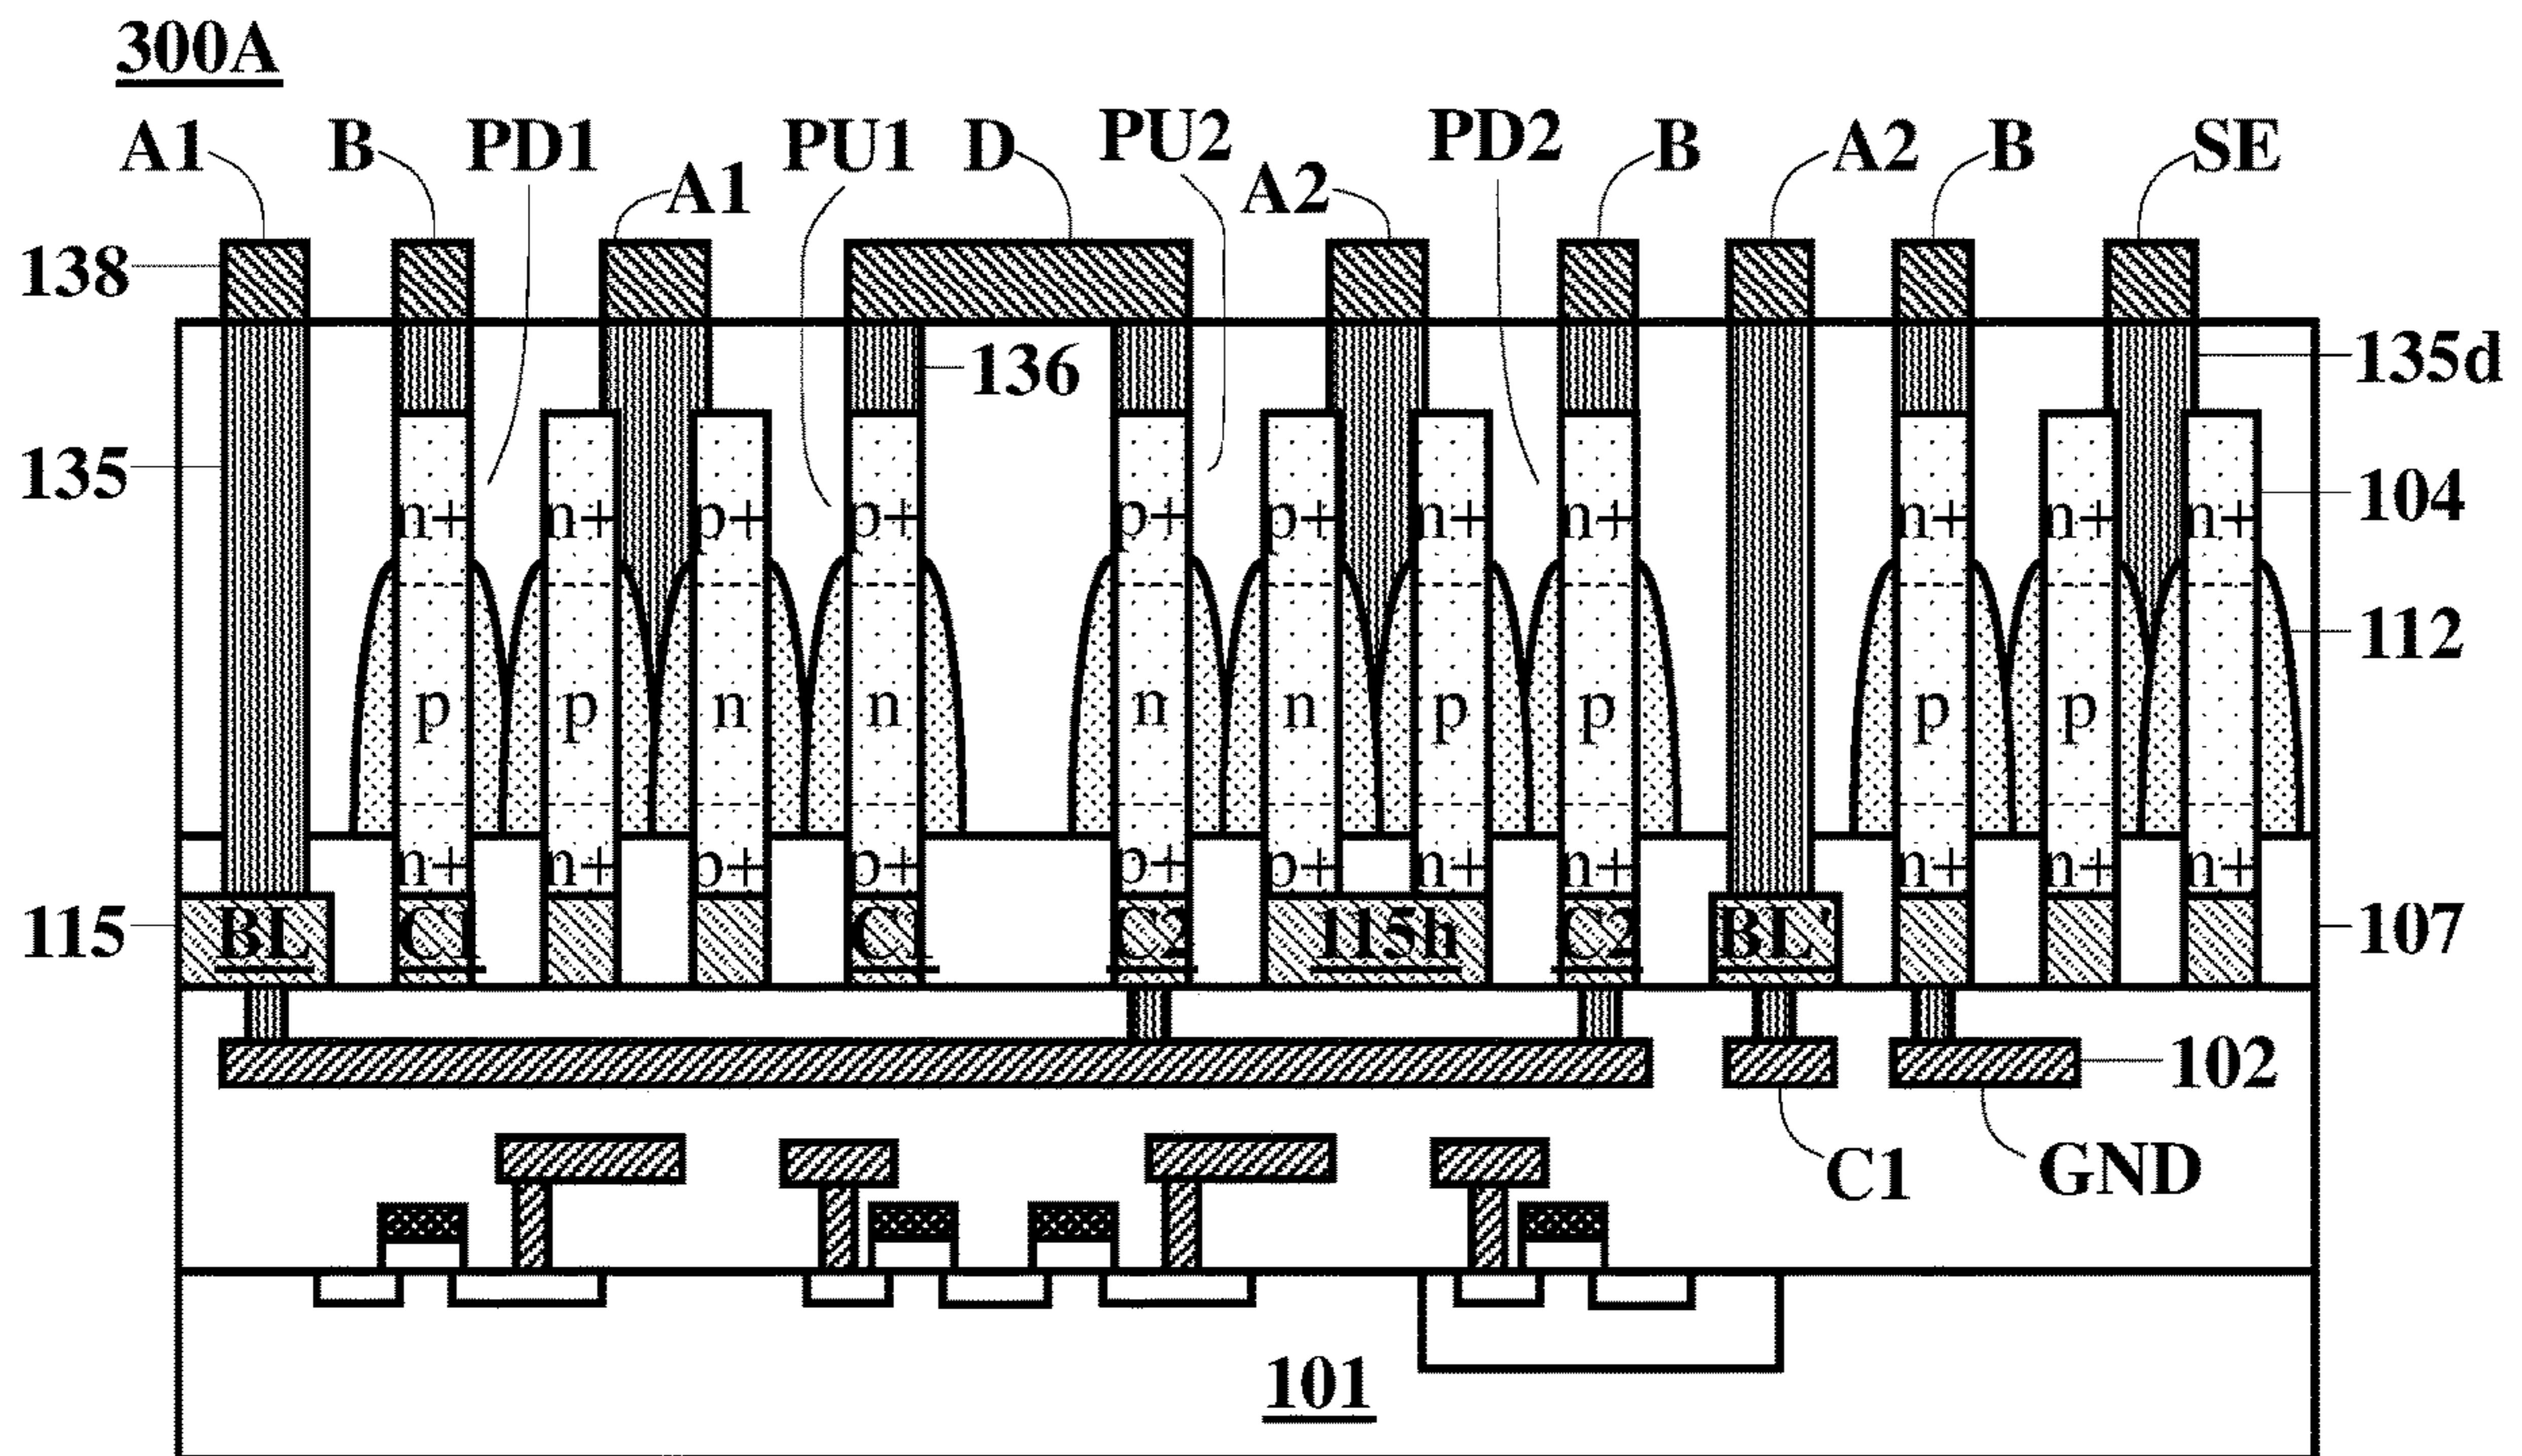 300A
A1 B PD1 A1 PU1 D PU2 A2 PD2 B A2 B SE
138
136 135d
135 104
n+ n+ p+ p+ p+ p+ n+ n+ n+ n+ n+
112
p p n n n n p p p p
n+ n+ p+ p+ p+ p+ n+ n+ n+ n+ n+
115 BL C1 C1 C2 115h C2 BL' 107
102
C1 GND
101